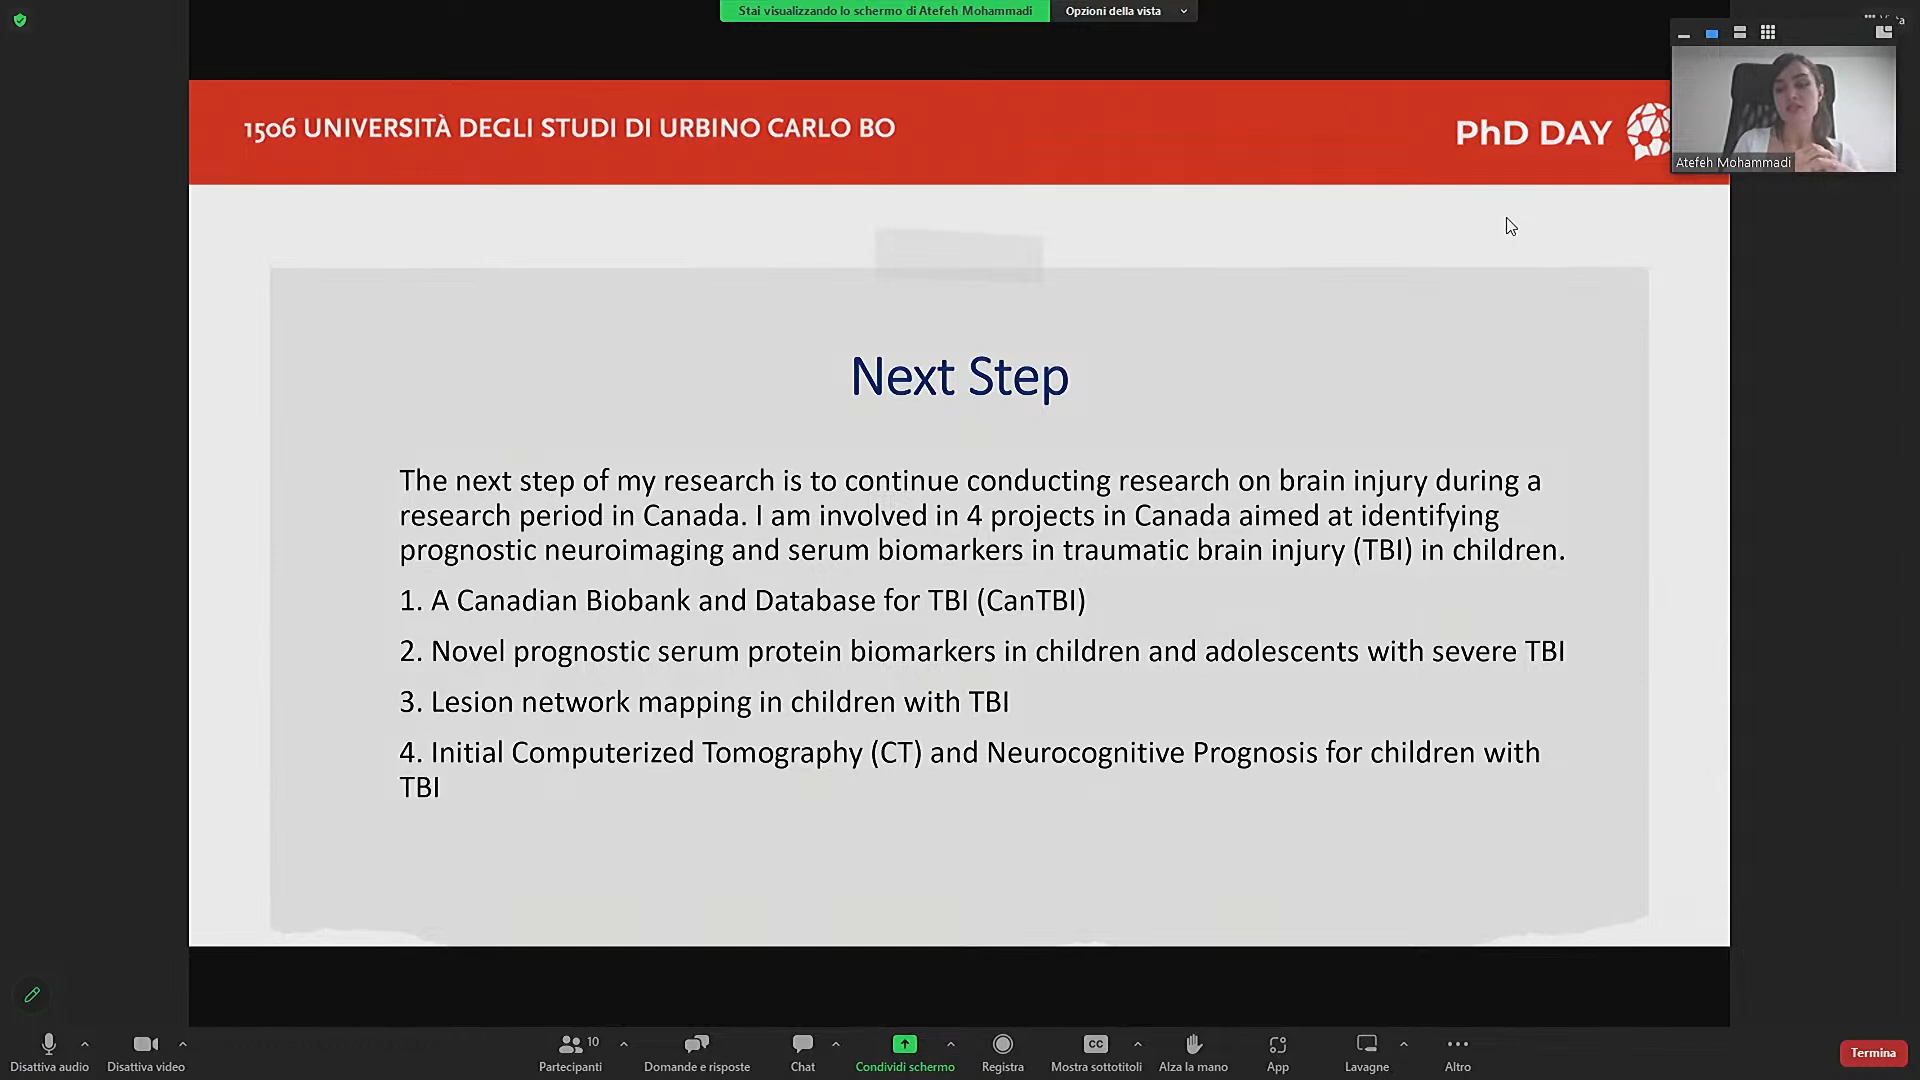 Stai visualizzando lo schermo di Atefeh Mohammadi
Opzioni della vista
1506 UNIVERSITÀ DEGLI STUDI DI URBINO CARLO BO
PhD DAY
Atefeh Mohammadi
Next Step
The next step of my research is to continue conducting research on brain injury during a
research period in Canada. I am involved in 4 projects in Canada aimed at identifying
prognostic neuroimaging and serum biomarkers in traumatic brain injury (TBI) in children.
1. A Canadian Biobank and Database for TBI (CanTBI)
2. Novel prognostic serum protein biomarkers in children and adolescents with severe TBI
3. Lesion network mapping in children with TBI
4. Initial Computerized Tomography (CT) and Neurocognitive Prognosis for children with
TBI
Disattiva audio
Disattiva video
10
Partecipanti
Domande e risposte
Chat
Condividi schermo
Registra
CC
Mostra sottotitoli
Alza la mano
App
Lavagne
Altro
Termina